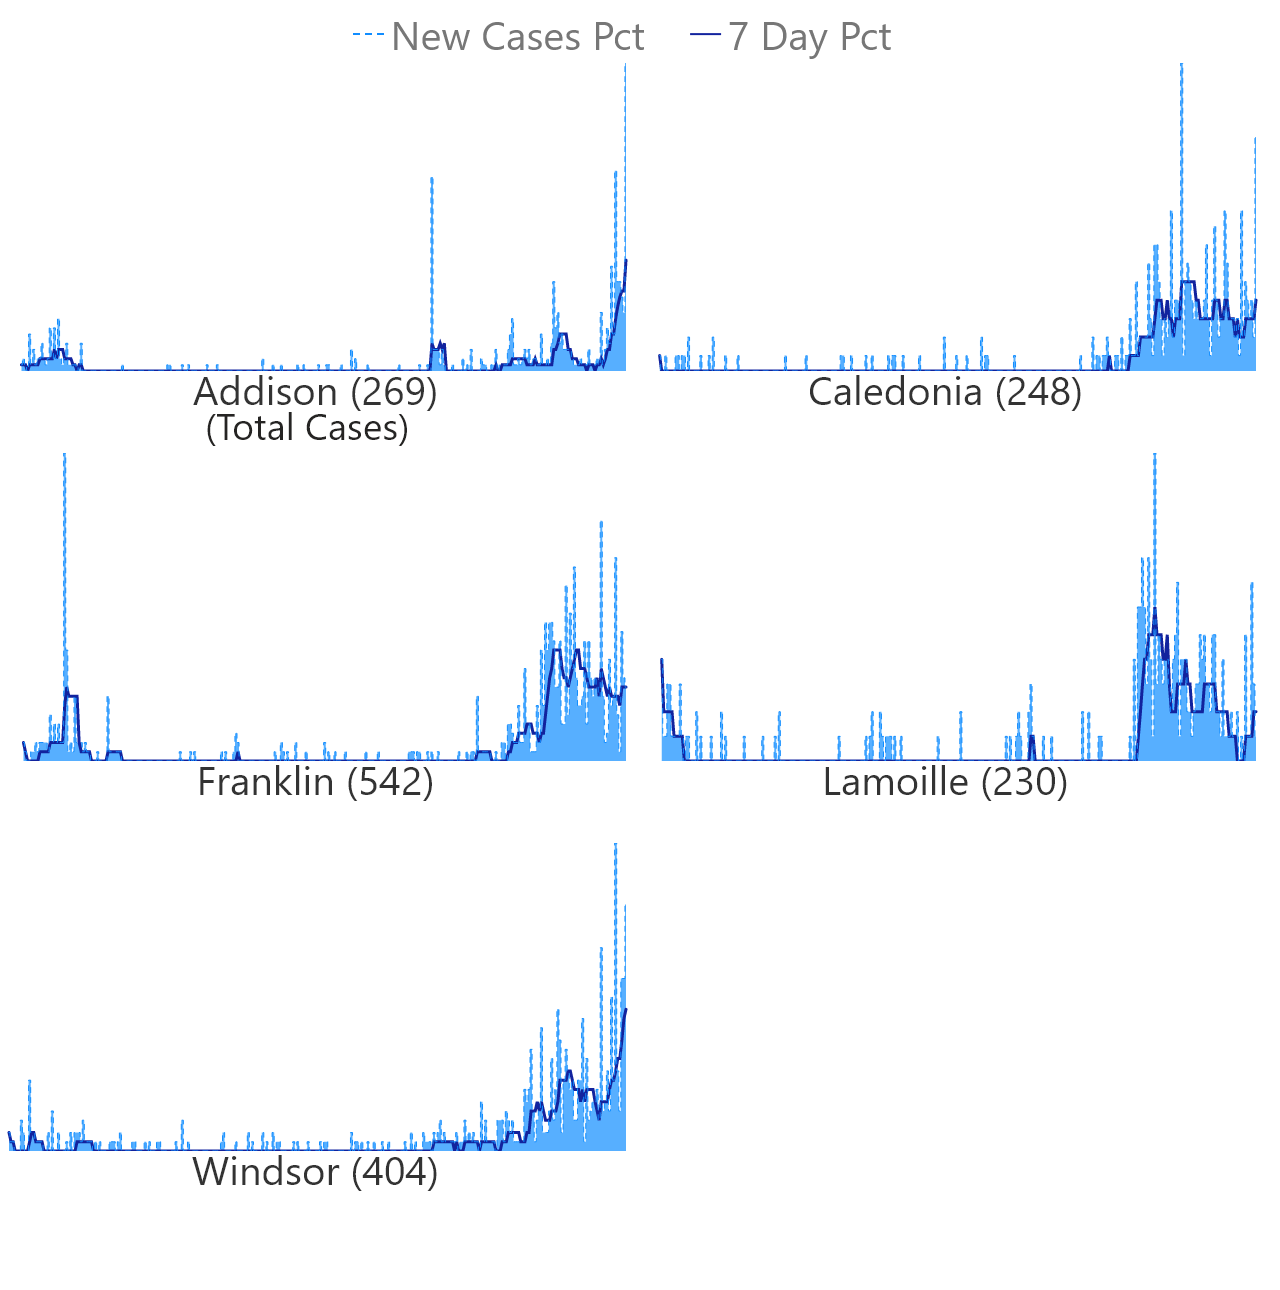 New Cases Pct 7 Day Pct
Addison (269)
(Total Cases)
Caledonia (248)
Franklin (542)
Lamoille (230)
Windsor (404)